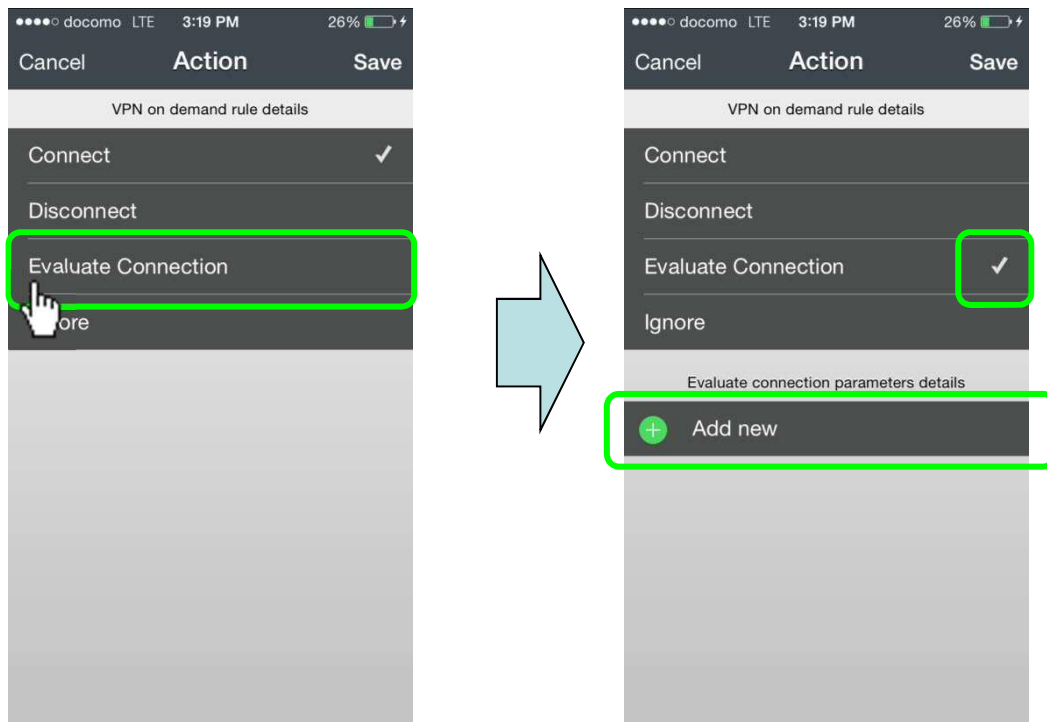 docomo LTE 3:19 PM 26%
Cancel Action Save
VPN on demand rule details
Connect
Disconnect
Evaluate Connection
ore
docomo LTE 3:19 PM 26%
Cancel Action Save
VPN on demand rule details
Connect
Disconnect
Evaluate Connection
Ignore
Evaluate connection parameters details
Add new